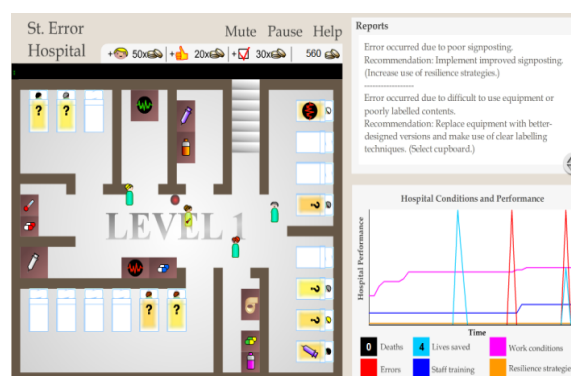 St. Error
Hospital
Mute Pause Help
+ 50x + 20x + 30x 560
LEVEL 1
? ?
?
? ?
?
?
Reports
Error occurred due to poor signposting.
Recommendation: Implement improved signposting.
(Increase use of resilience strategies.)
------------------
Error occurred due to difficult to use equipment or
poorly labelled contents.
Recommendation: Replace equipment with better-
designed versions and make use of clear labelling
techniques. (Select cupboard.)
Hospital Conditions and Performance
Hospital Performance
Time
0 Deaths 4 Lives saved Work conditions
Errors Staff training Resilience strategie